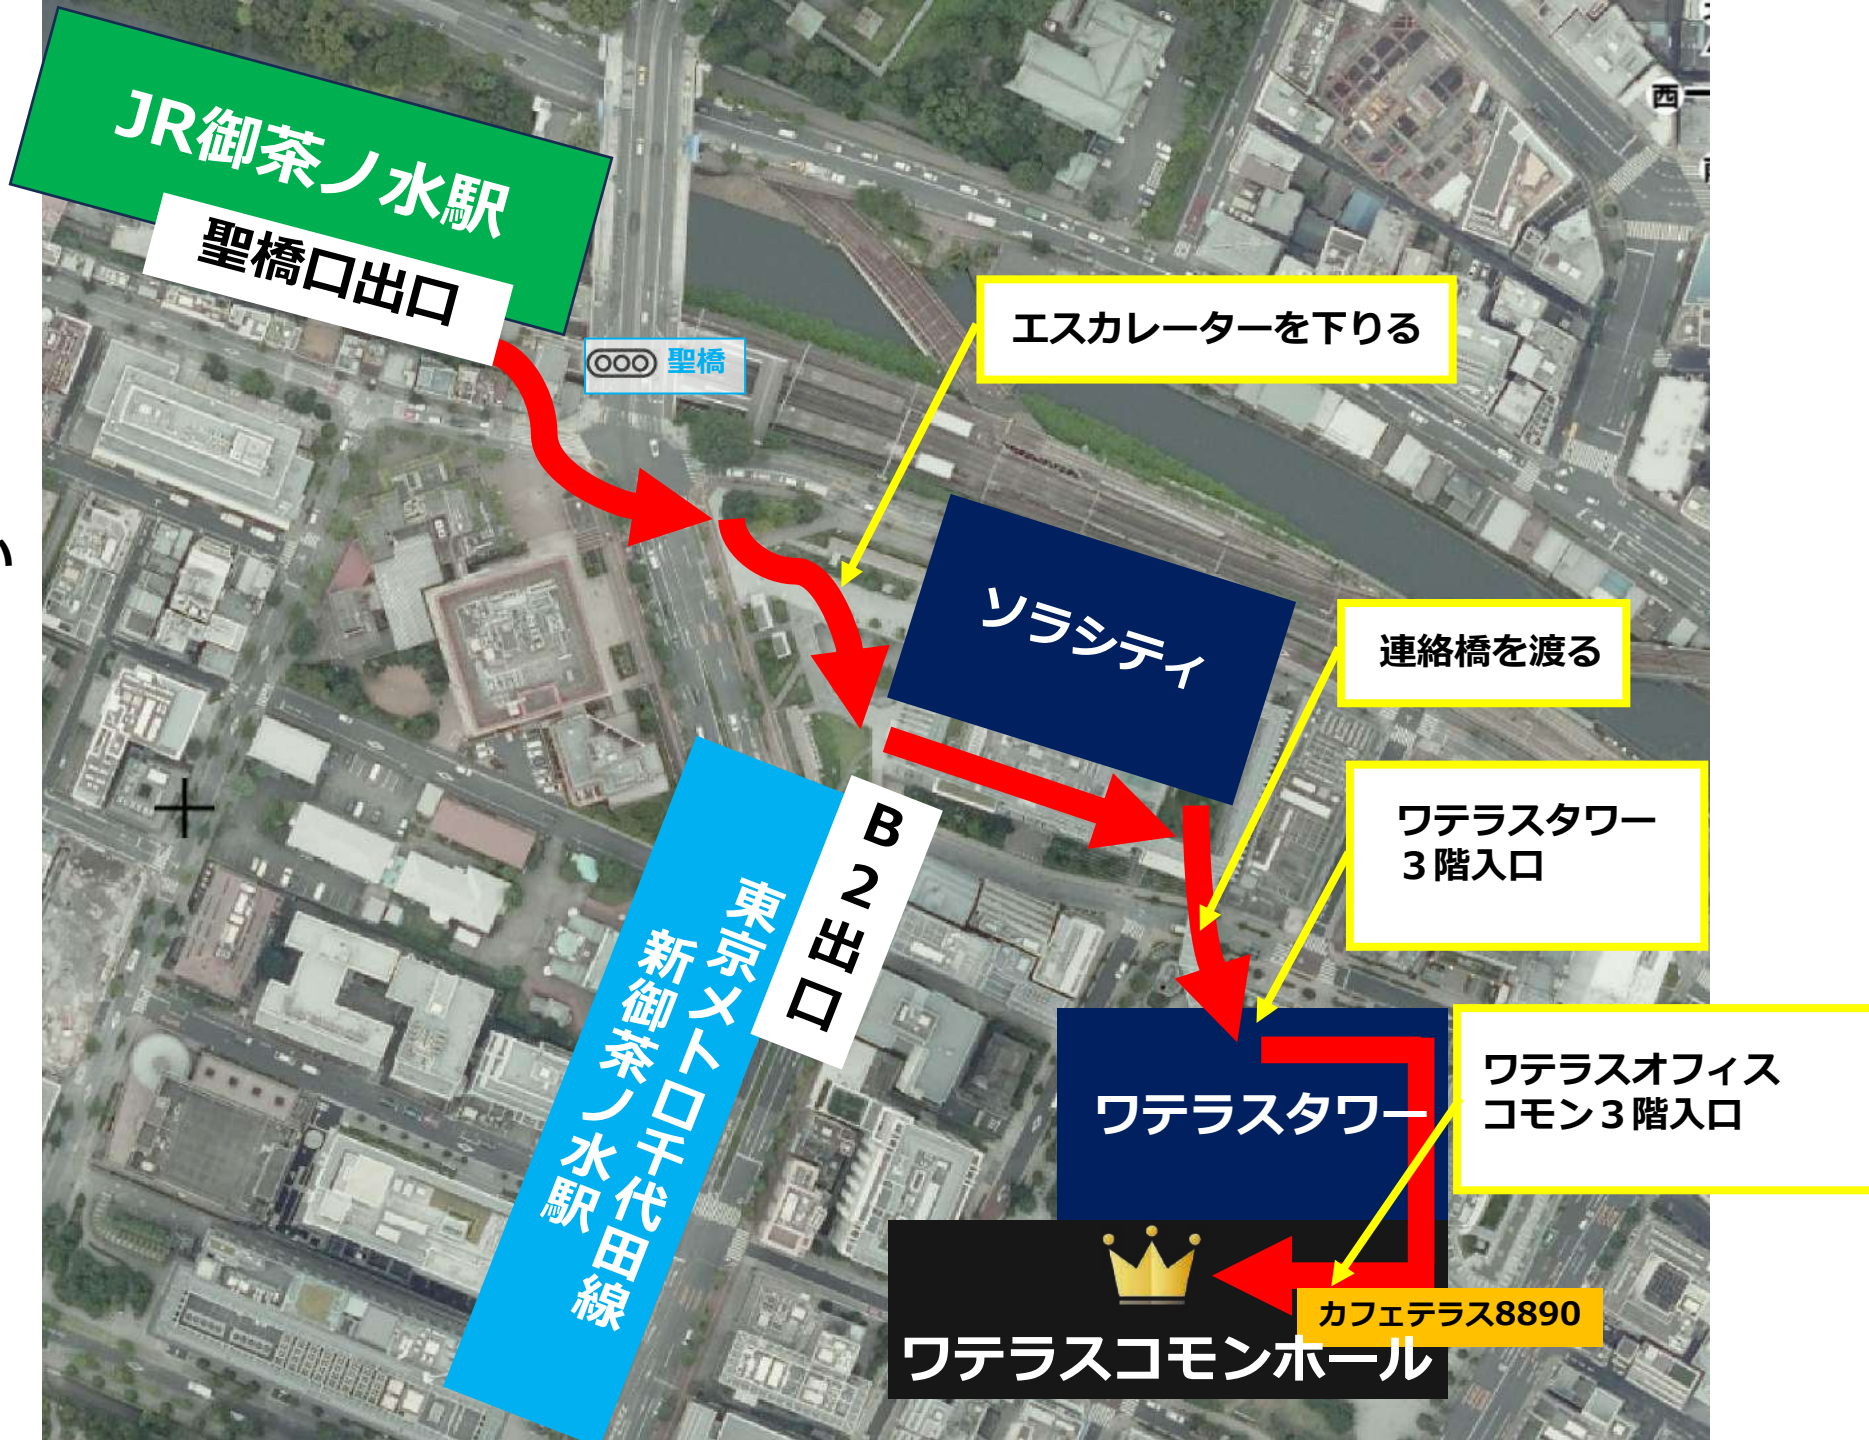 JR御茶ノ水駅
聖橋口出口
西
聖橋
エスカレーターを下りる
い
ソラシティ
連絡橋を渡る
ワテラスタワー
３階入口
B2出口
東京メトロ千代田線
新御茶ノ水駅
ワテラスオフィス
コモン３階入口
ワテラスタワー
カフェテラス8890
ワテラスコモンホール